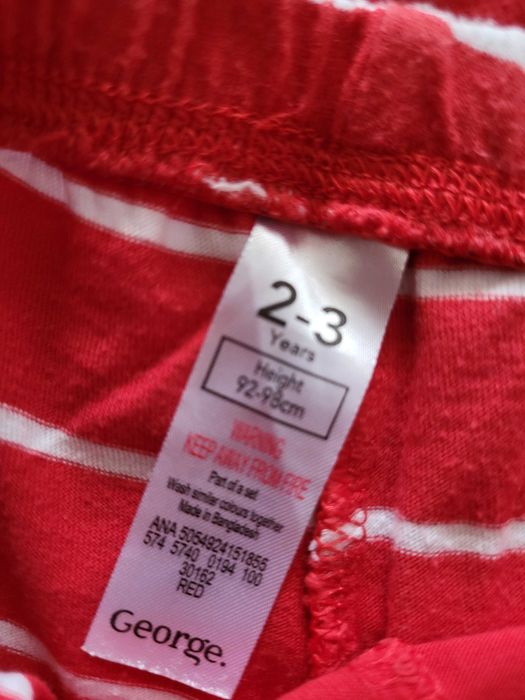 2-3
Years
Height
92-98cm
WARNING
KEEP AWAY FROM FIRE
Part of a set
Wash similar colours together
Made in Bangladesh
ANA 5054924151855
574 5740 0194 100
30162
RED
George.